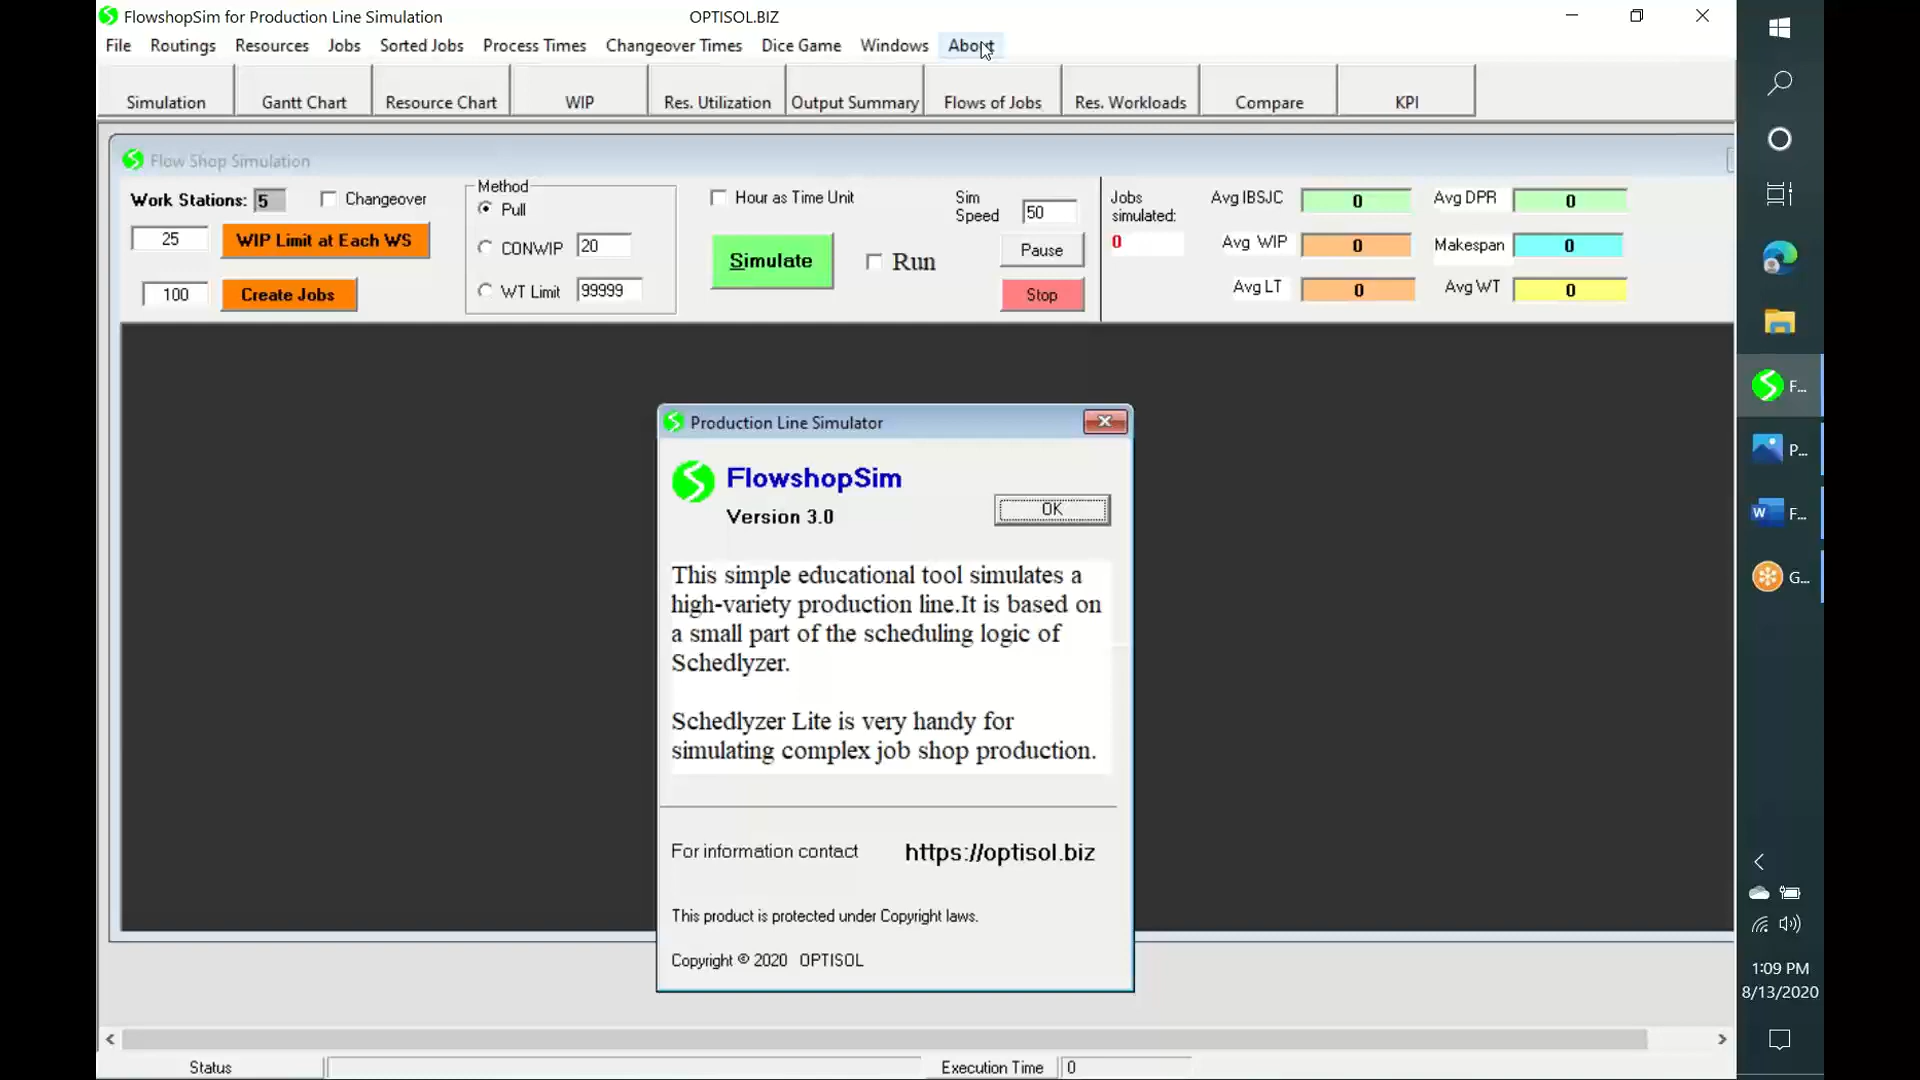 FlowshopSim for Production Line Simulation OPTISOL.BIZ
File Routings Resources Jobs Sorted Jobs Process Times Changeover Times Dice Game Windows About
Simulation Gantt Chart Resource Chart WIP Res. Utilization Output Summary Flows of Jobs Res. Workloads Compare KPI
Flow Shop Simulation
Work Stations: 5 Changeover
25 WIP Limit at Each WS
100 Create Jobs
Method
Pull
CONWIP 20
WT Limit 99999
Hour as Time Unit
Simulate Run
Sim
Speed 50
Pause
Stop
Jobs
simulated:
0
Avg IBSJC 0 Avg DPR 0
Avg WIP 0 Makespan 0
Avg LT 0 Avg WT 0
Production Line Simulator
FlowshopSim
Version 3.0
OK
This simple educational tool simulates a
high-variety production line.It is based on
a small part of the scheduling logic of
Schedlyzer.
Schedlyzer Lite is very handy for
simulating complex job shop production.
For information contact https://optisol.biz
This product is protected under Copyright laws.
Copyright © 2020 OPTISOL
Status Execution Time 0
F...
P...
W F...
G...
1:09 PM
8/13/2020